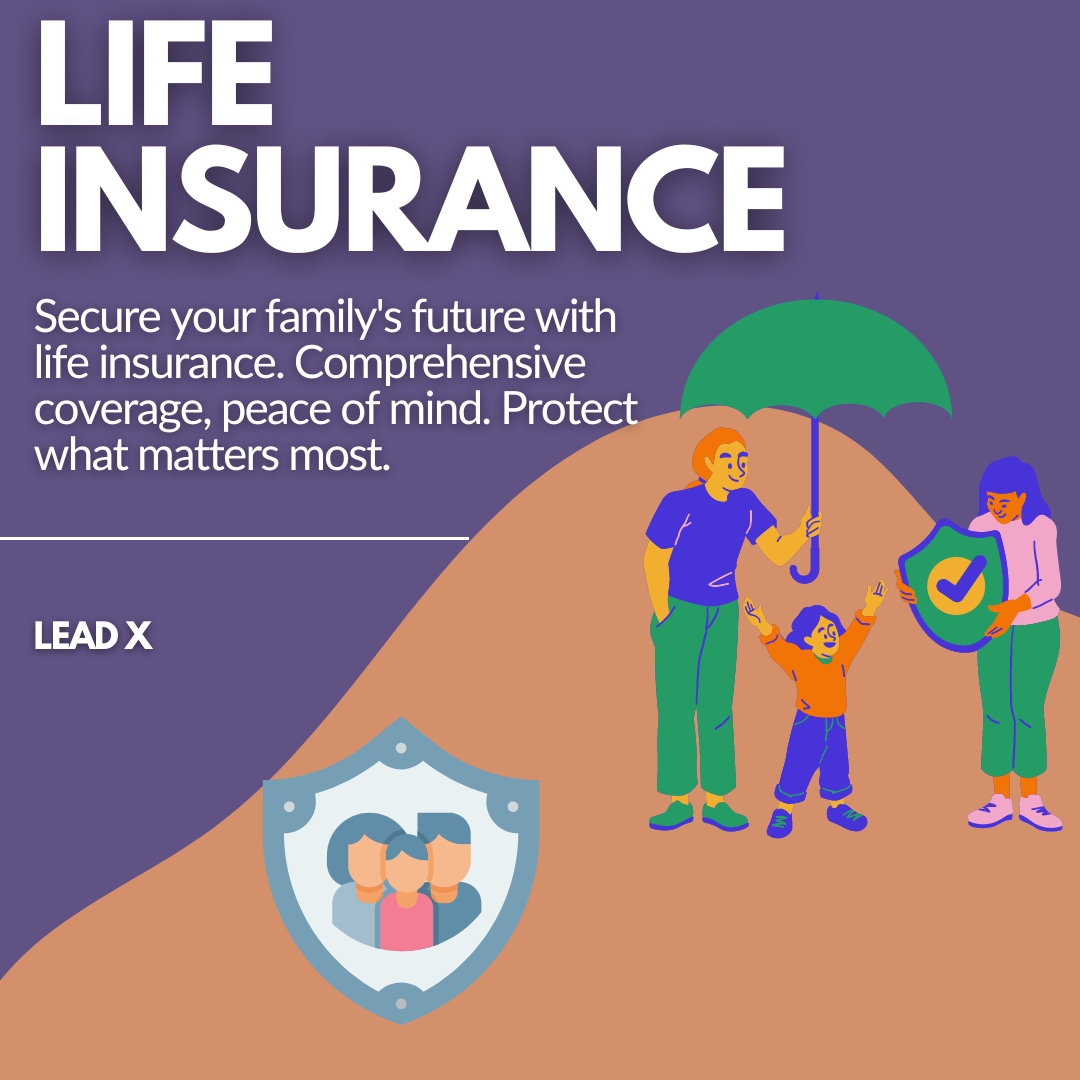 LIFE
INSURANCE
Secure your family's future with
life insurance. Comprehensive
coverage, peace of mind. Protect
what matters most.
LEAD X